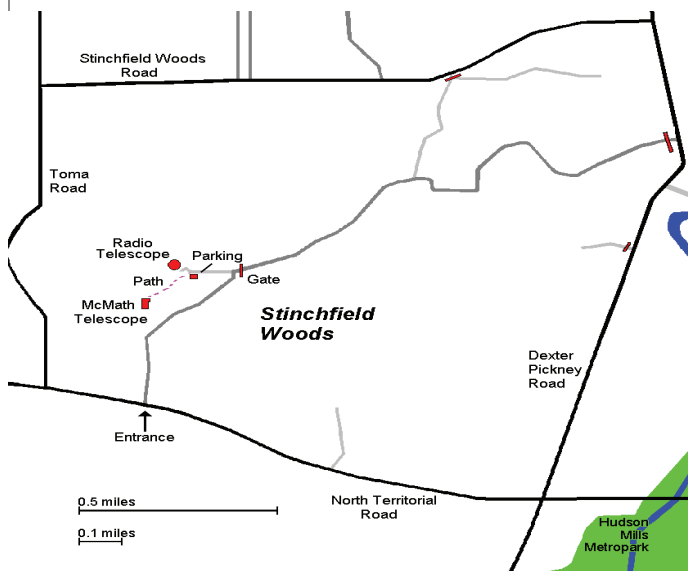 Stinchfield Woods
Road
Toma
Road
Radio
Telescope
Parking
Path
Gate
McMath
Telescope
Stinchfield
Woods
Dexter
Pickney
Road
Entrance
0.5 miles
North Territorial
Road
0.1 miles
Hudson
Mills
Metropark